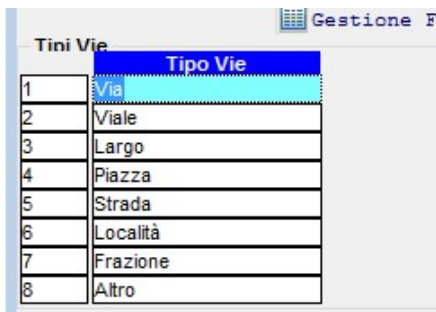 Gestione F
Tipi Vie
Tipo Vie
1 Via
2 Viale
3 Largo
4 Piazza
5 Strada
6 Località
7 Frazione
8 Altro